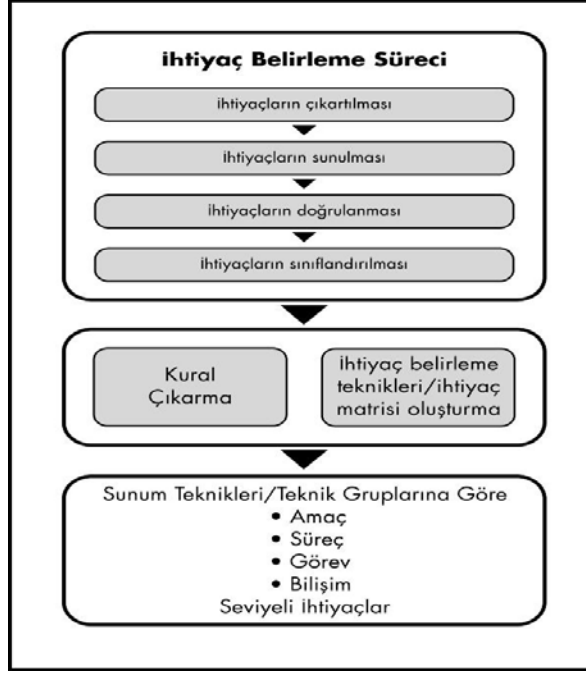 İhtiyaç Belirleme Süreci
İhtiyaçların çıkartılması
İhtiyaçların sunulması
İhtiyaçların doğrulanması
İhtiyaçların sınıflandırılması
Kural
Çıkarma
İhtiyaç belirleme
teknikleri/ihtiyaç
matrisi oluşturma
Sunum Teknikleri/Teknik Gruplarına Göre
• Amaç
• Süreç
• Görev
• Bilişim
Seviyeli İhtiyaçlar